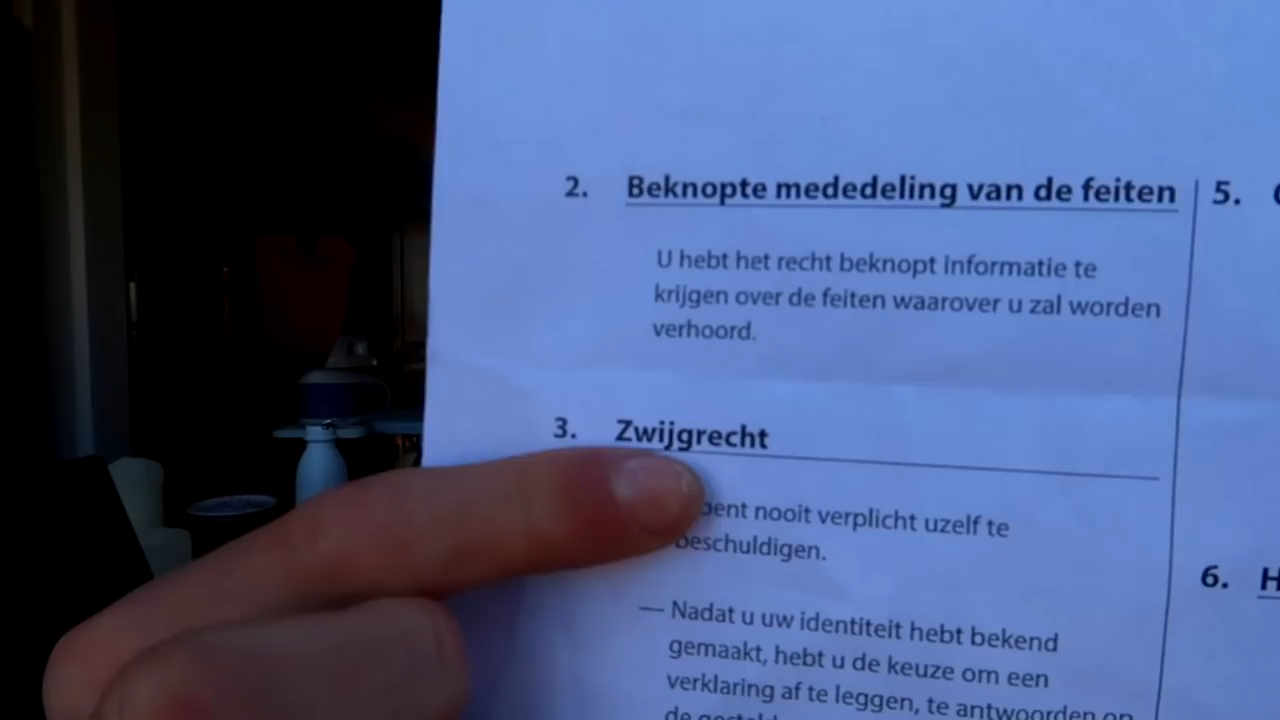 2. Beknopte mededeling van de feiten
U hebt het recht beknopt informatie te
krijgen over de feiten waarover u zal worden
verhoord.
3. Zwijgrecht
bent nooit verplicht uzelf te
beschuldigen.
— Nadat u uw identiteit hebt bekend
gemaakt, hebt u de keuze om een
verklaring af te leggen, te antwoorden op
de
5.
6. H